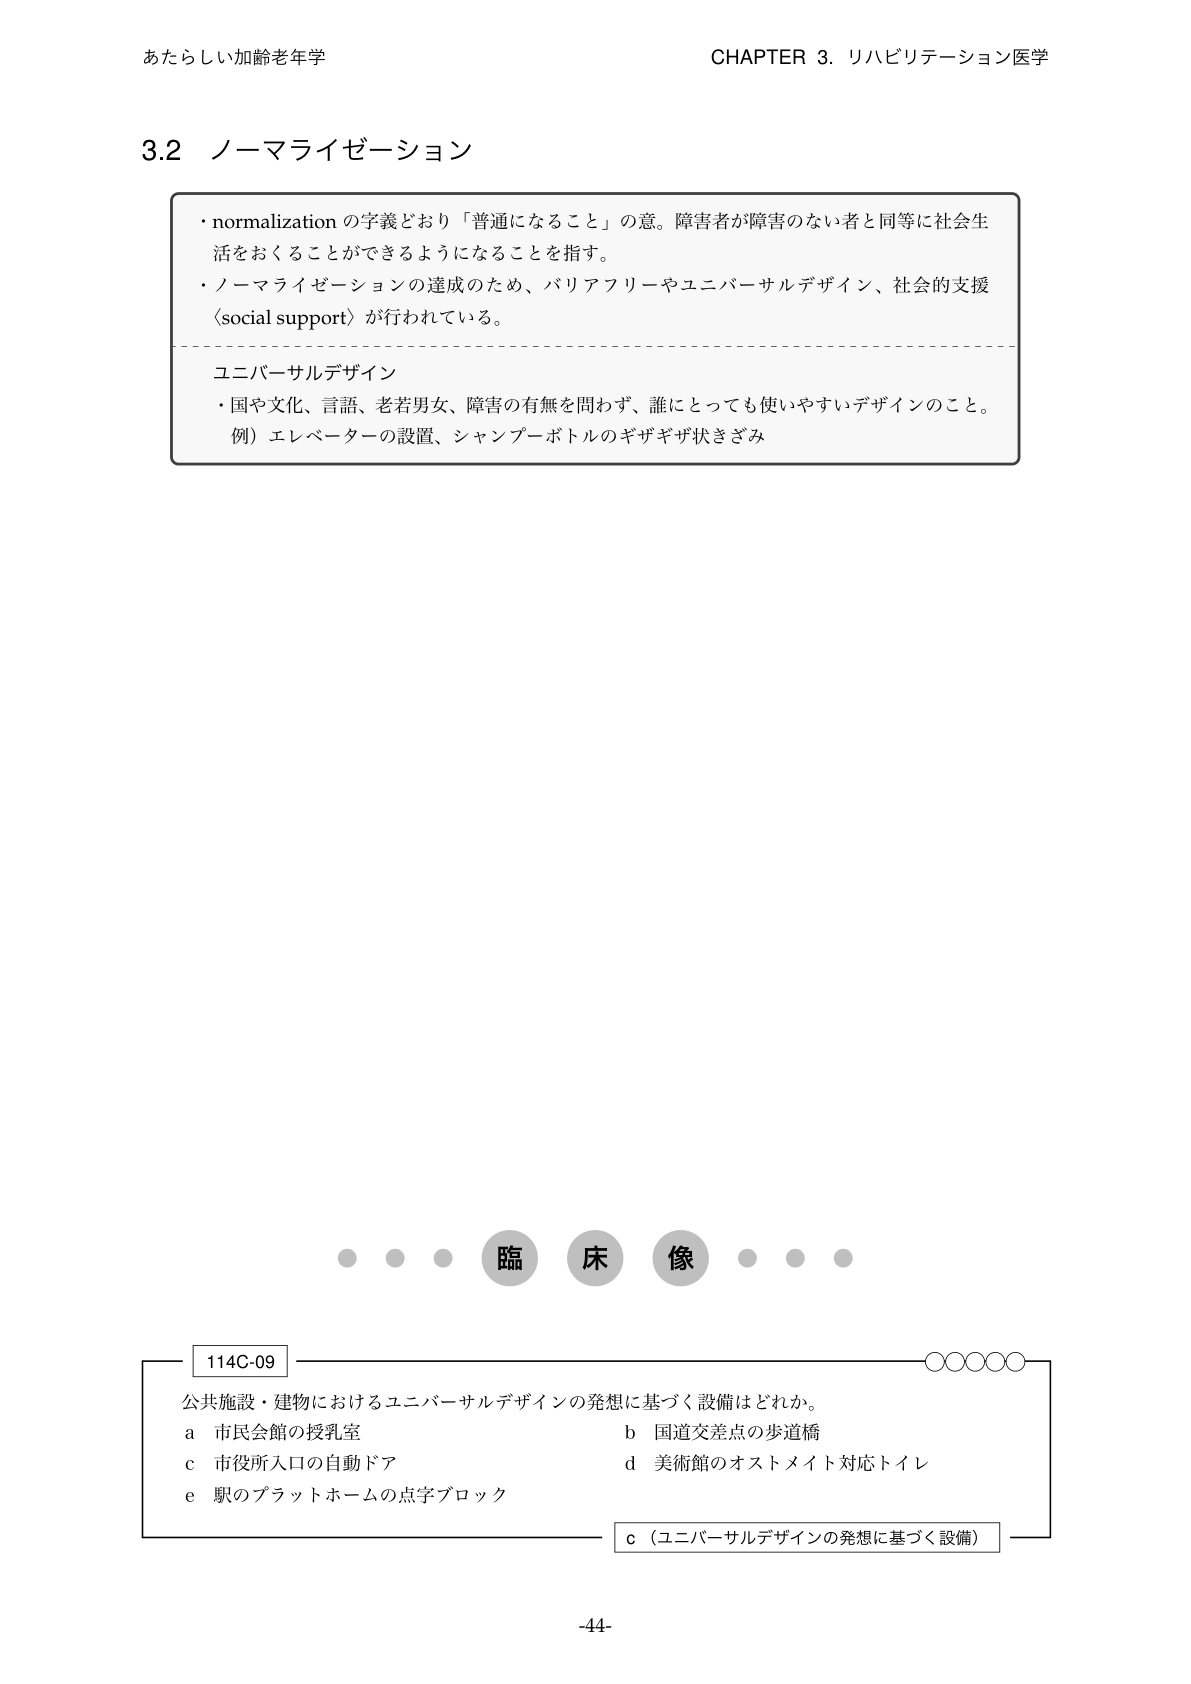 あたらしい加齢老年学
CHAPTER 3. リハビリテーション医学
3.2 ノーマライゼーション
・normalization の字義どおり「普通になること」の意。障害者が障害のない者と同等に社会生
活をおくることができるようになることを指す。
・ノーマライゼーションの達成のため、バリアフリーやユニバーサルデザイン、社会的支援
〈social support〉が行われている。
ユニバーサルデザイン
・国や文化、言語、老若男女、障害の有無を問わず、誰にとっても使いやすいデザインのこと。
例）エレベーターの設置、シャンプーボトルのギザギザ状きざみ
臨床像
114C-09
公共施設・建物におけるユニバーサルデザインの発想に基づく設備はどれか。
a 市民会館の授乳室
b 国道交差点の歩道橋
c 市役所入口の自動ドア
d 美術館のオストメイト対応トイレ
e 駅のプラットホームの点字ブロック
c（ユニバーサルデザインの発想に基づく設備）
-44-